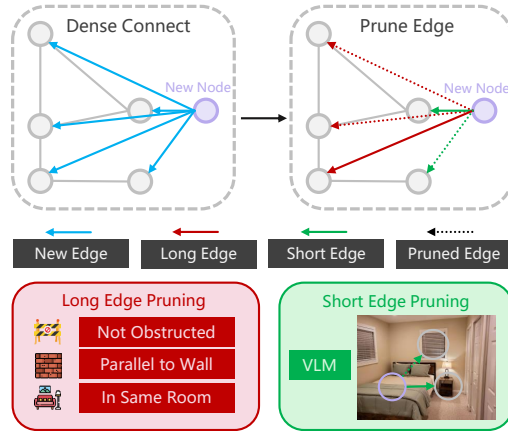 Dense Connect
Prune Edge
New Node
New Node
New Edge
Long Edge
Short Edge
Pruned Edge
Long Edge Pruning
Not Obstructed
Parallel to Wall
In Same Room
Short Edge Pruning
VLM